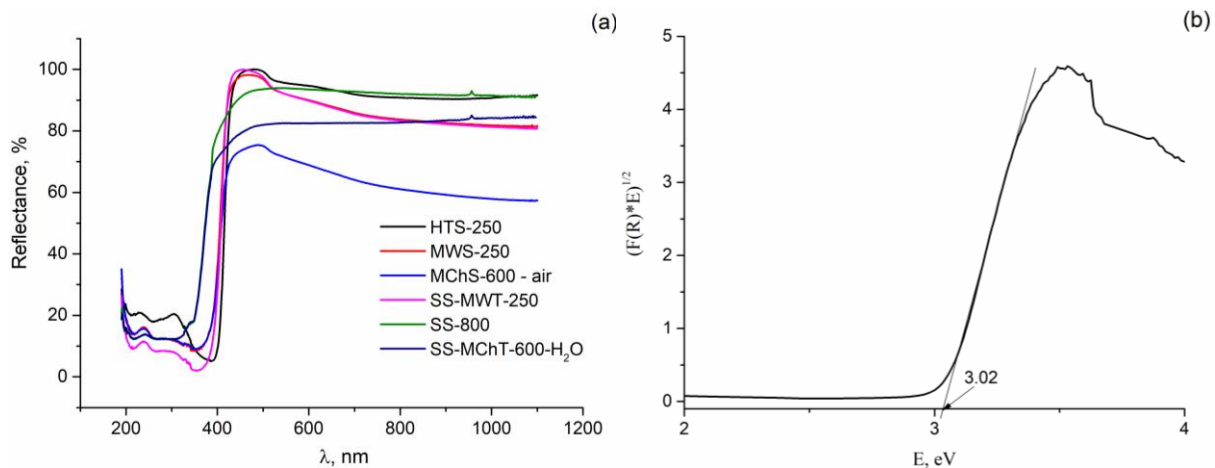 (a)
Reflectance, %
100
80
60
40
20
0
HTS-250
MWS-250
MChS-600 - air
SS-MWT-250
SS-800
SS-MChT-600-H₂O
200 400 600 800 1000 1200
λ, nm
(b)
(F(R)*E)^{1/2}
5
4
3
2
1
0
3.02
2 3 4
E, eV